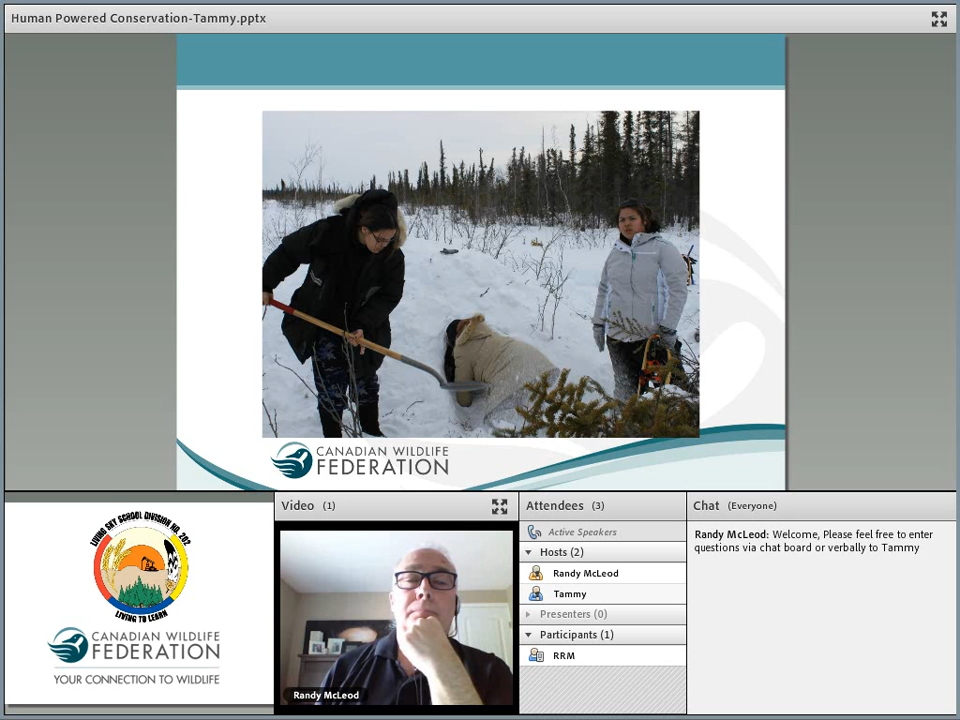 Human Powered Conservation-Tammy.pptx
CANADIAN WILDLIFE
FEDERATION
LIVING SKY SCHOOL DIVISION NO. 202
LIVING TO LEARN
CANADIAN WILDLIFE
FEDERATION
YOUR CONNECTION TO WILDLIFE
Video (1)
Randy McLeod
Attendees (3)
Active Speakers
Hosts (2)
Randy McLeod
Tammy
Presenters (0)
Participants (1)
RRM
Chat (Everyone)
Randy McLeod: Welcome, Please feel free to enter
questions via chat board or verbally to Tammy